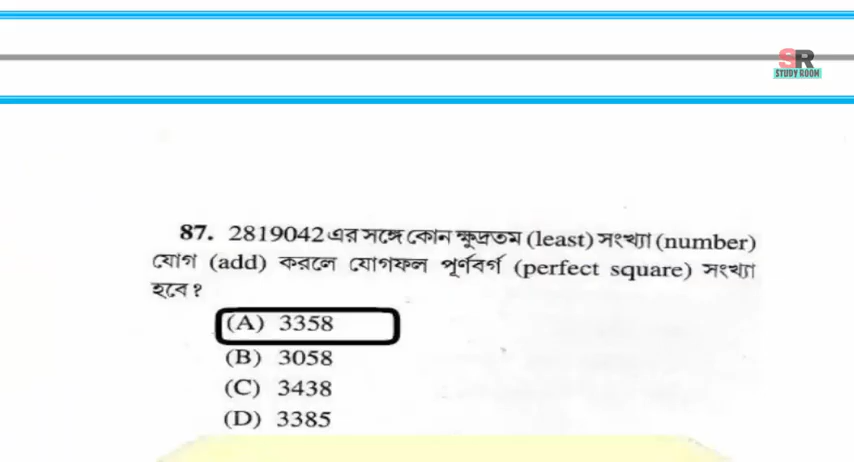 SR
STUDY ROOM
87. 2819042 এর সঙ্গে কোন ক্ষুদ্রতম (least) সংখ্যা (number)
যোগ (add) করলে যোগফল পূর্ণবর্গ (perfect square) সংখ্যা
হবে ?
(A) 3358
(B) 3058
(C) 3438
(D) 3385